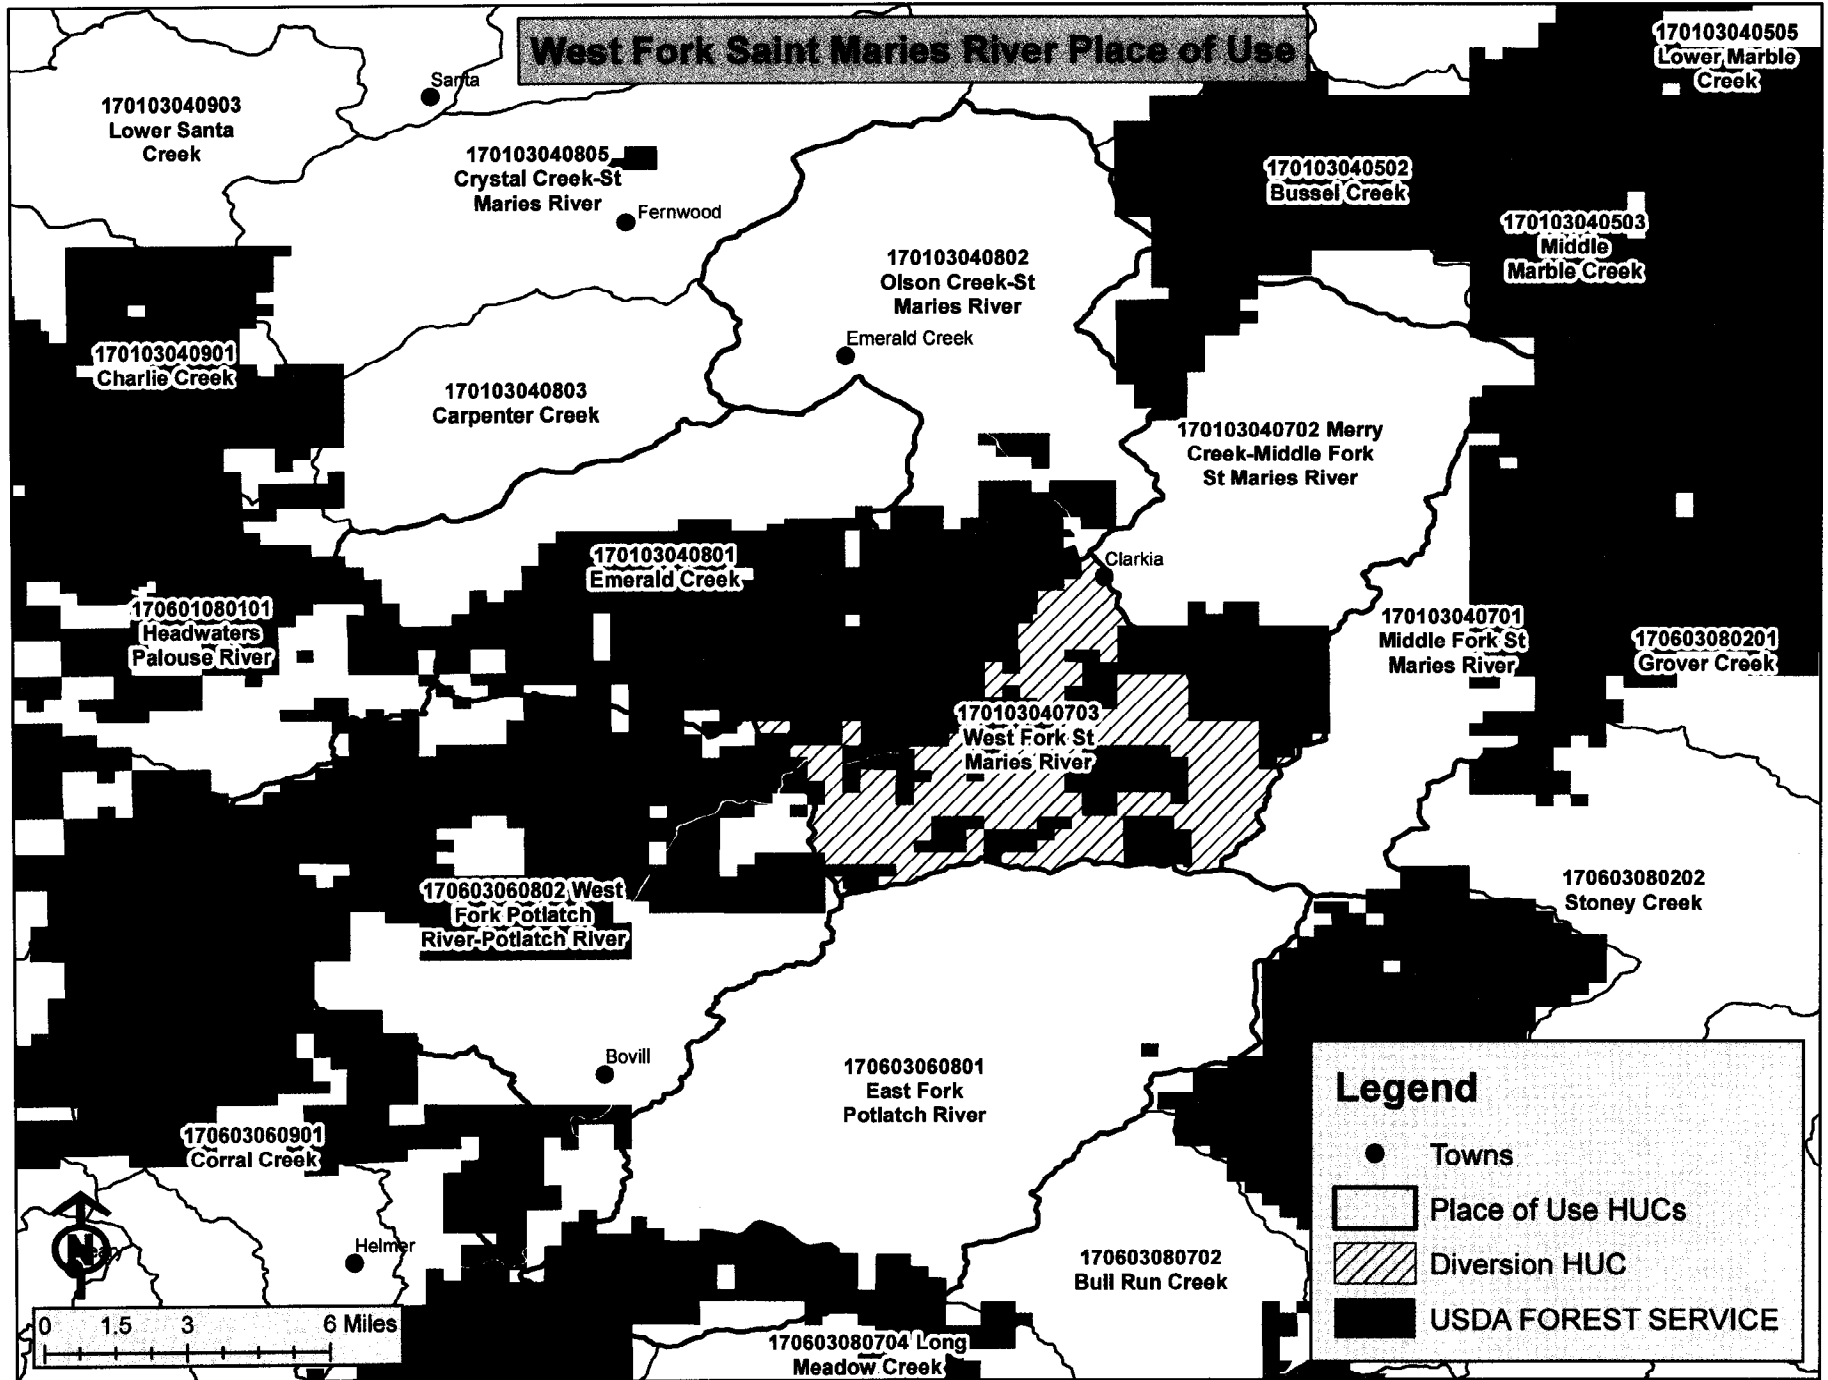 West Fork Saint Maries River Place of Use
170103040505
Lower Marble
Creek
Santa
170103040903
Lower Santa
Creek
170103040805
Crystal Creek-St
Maries River
Fernwood
170103040502
Bussel Creek
170103040503
Middle
Marble Creek
170103040802
Olson Creek-St
Maries River
Emerald Creek
170103040901
Charlie Creek
170103040803
Carpenter Creek
170103040702 Merry
Creek-Middle Fork
St Maries River
170103040801
Emerald Creek
Clarkia
170601080101
Headwaters
Palouse River
170103040701
Middle Fork St
Maries River
170603080201
Grover Creek
170103040703
West Fork St
Maries River
170603060802 West
Fork Potlatch
River-Potlatch River
170603080202
Stoney Creek
Bovill
170603060801
East Fork
Potlatch River
170603060901
Corral Creek
N
Helmer
170603080702
Bull Run Creek
170603080704 Long
Meadow Creek
0 1.5 3 6 Miles
Legend
Towns
Place of Use HUCs
Diversion HUC
USDA FOREST SERVICE